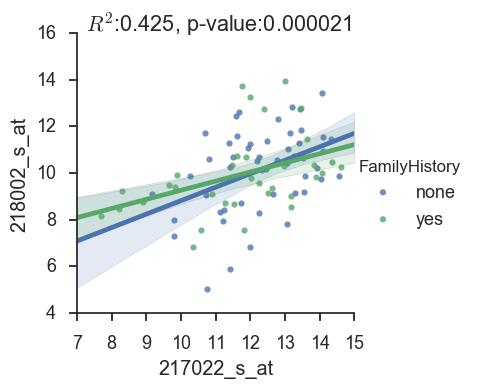 R²:0.425, p-value:0.000021
16
14
12
10
8
6
4
218002_s_at
7 8 9 10 11 12 13 14 15
217022_s_at
FamilyHistory
none
yes